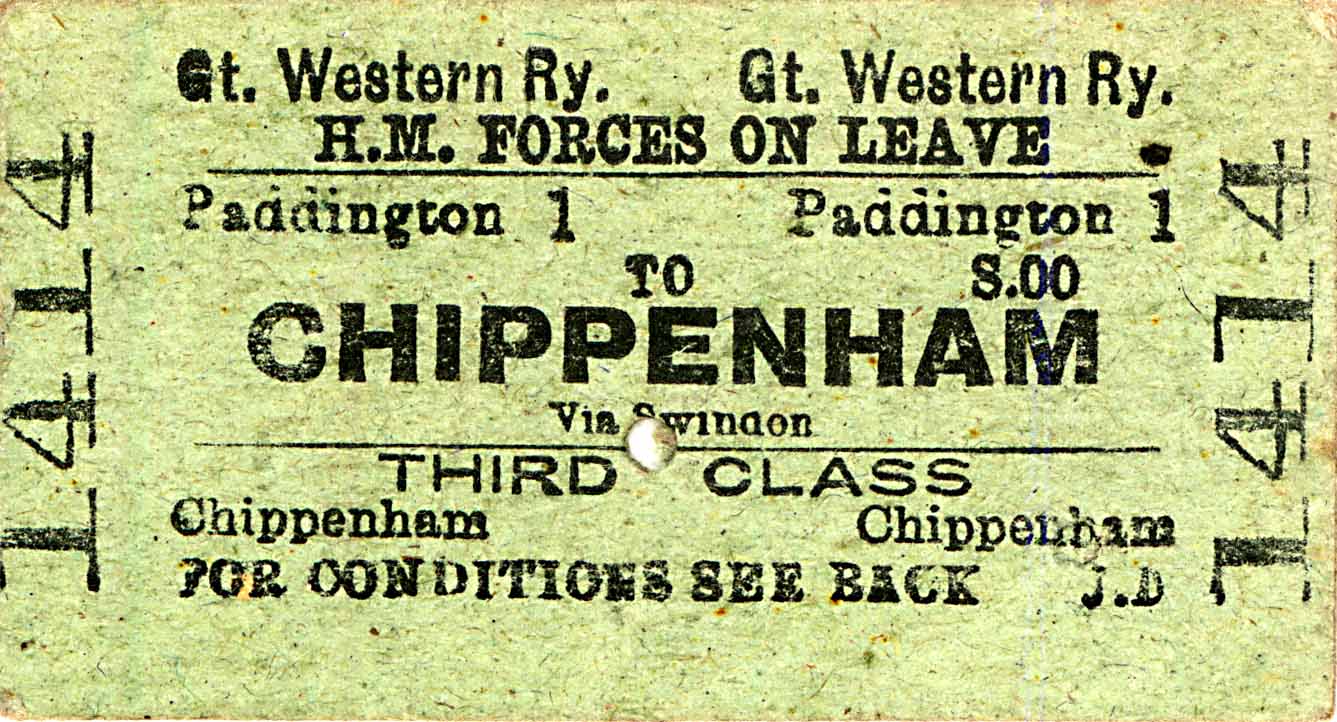 1414
Gt. Western Ry. Gt. Western Ry.
H.M. FORCES ON LEAVE
Paddington 1 Paddington 1
TO S.00
CHIPPENHAM
Via Swindon
THIRD CLASS
Chippenham Chippenham
FOR CONDITIONS SEE BACK J.D
1414